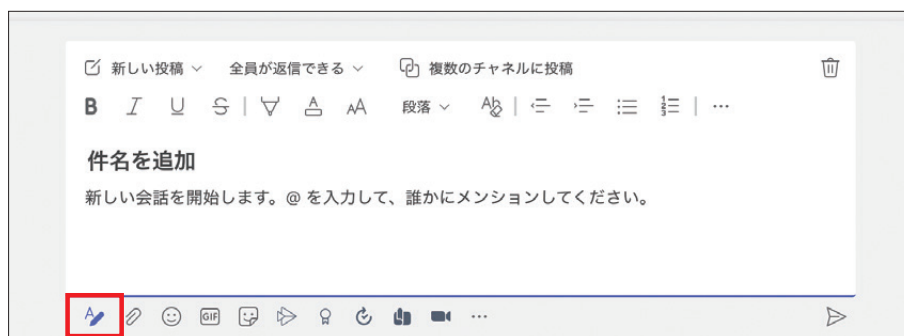 新しい投稿 全員が返信できる 複数のチャネルに投稿
B I U S A AA 段落 Ab
件名を追加
新しい会話を開始します。@ を入力して、誰かにメンションしてください。
A GIF